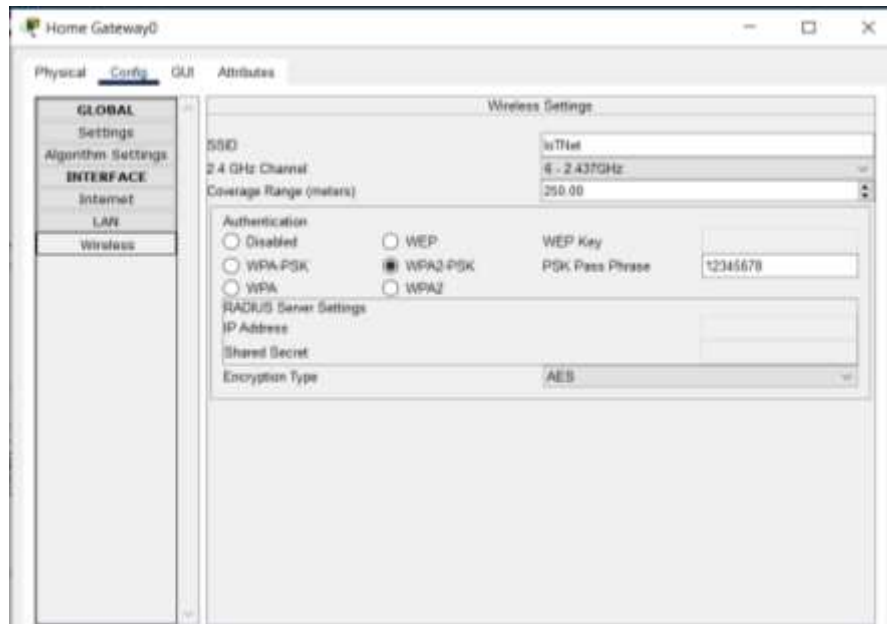 Home Gateway0
Physical Config GUI Attributes
GLOBAL
Settings
Algorithm Settings
INTERFACE
Internet
LAN
Wireless
Wireless Settings
SSID IoTNet
2.4 GHz Channel 6 - 2.437GHz
Coverage Range (meters) 250.00
Authentication
Disabled WEP WEP Key
WPA-PSK WPA2-PSK PSK Pass Phrase 12345678
WPA WPA2
RADIUS Server Settings
IP Address
Shared Secret
Encryption Type AES